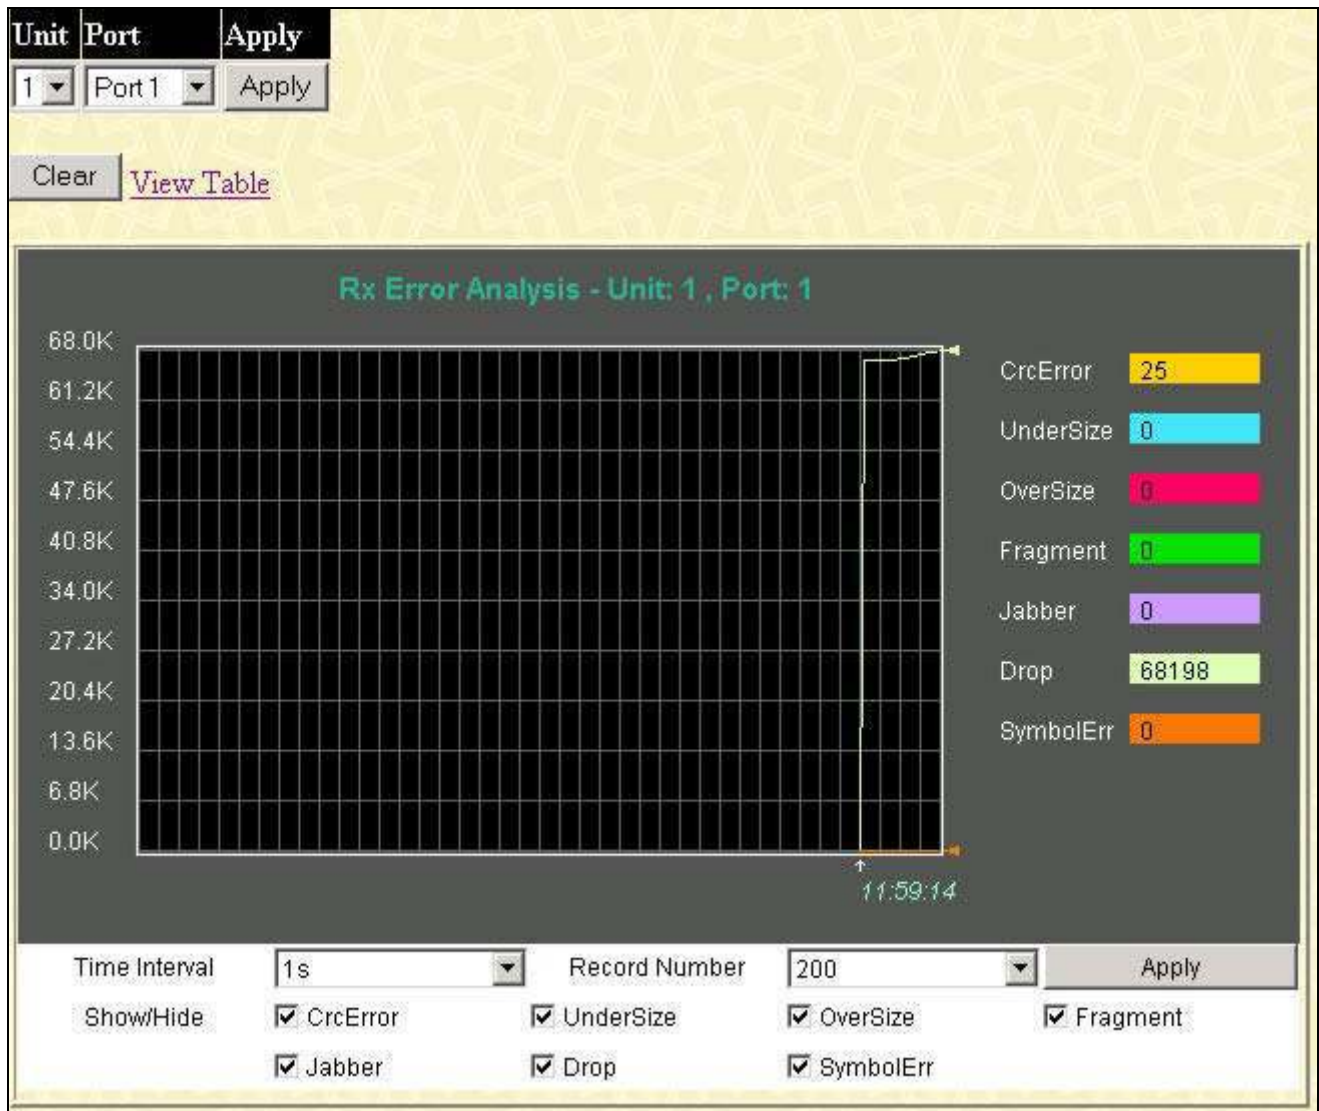 Unit Port Apply
1 Port 1 Apply
Clear View Table
Rx Error Analysis - Unit: 1 , Port: 1
68.0K
61.2K
54.4K
47.6K
40.8K
34.0K
27.2K
20.4K
13.6K
6.8K
0.0K
11:59:14
CrcError 25
UnderSize 0
OverSize 0
Fragment 0
Jabber 0
Drop 68198
SymbolErr 0
Time Interval 1s Record Number 200 Apply
Show/Hide CrcError UnderSize OverSize Fragment
Jabber Drop SymbolErr